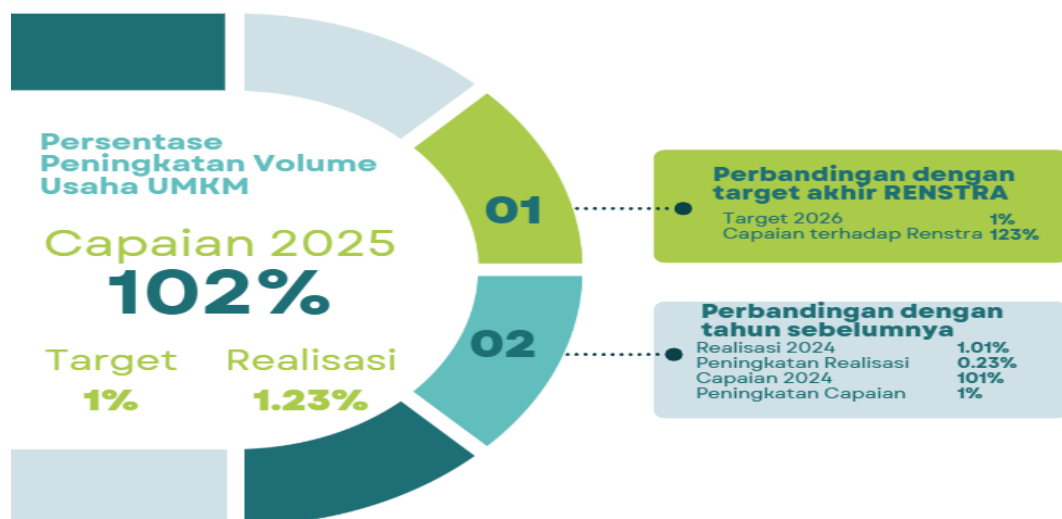 Persentase
Peningkatan Volume
Usaha UMKM
Capaian 2025
102%
Target Realisasi
1% 1.23%
01
02
Perbandingan dengan
target akhir RENSTRA
Target 2026 1%
Capaian terhadap Renstra 123%
Perbandingan dengan
tahun sebelumnya
Realisasi 2024 1.01%
Peningkatan Realisasi 0.23%
Capaian 2024 101%
Peningkatan Capaian 1%